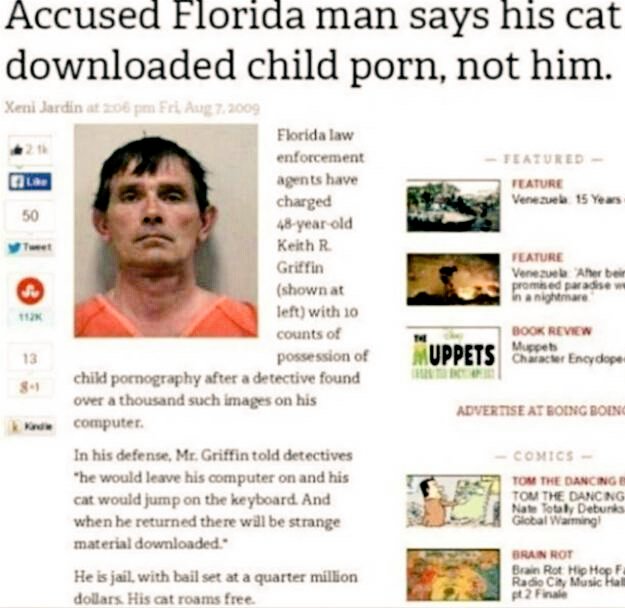 Accused Florida man says his cat
downloaded child porn, not him.
Xeni Jardin at 2:06 pm Fri, Aug 7, 2009
2.1k
Like
50
Tweet
112K
13
g+1
Kindle
Florida law
enforcement
agents have
charged
48-year-old
Keith R.
Griffin
(shown at
left) with 10
counts of
possession of
child pornography after a detective found
over a thousand such images on his
computer.
In his defense, Mr. Griffin told detectives
"he would leave his computer on and his
cat would jump on the keyboard. And
when he returned there will be strange
material downloaded."
He is jail, with bail set at a quarter million
dollars. His cat roams free.
— FEATURED —
FEATURE
Venezuela: 15 Years
FEATURE
Venezuela: "After bein
promised paradise we
in a nightmare"
THE
MUPPETS
BOOK REVIEW
Muppets
Character Encyclope
ADVERTISE AT BOING BOING
— COMICS —
TOM THE DANCING B
TOM THE DANCING
Nate Totally Debunks
Global Warming!
BRAIN ROT
Brain Rot: Hip Hop Fa
Radio City Music Hall
pt 2 Finale